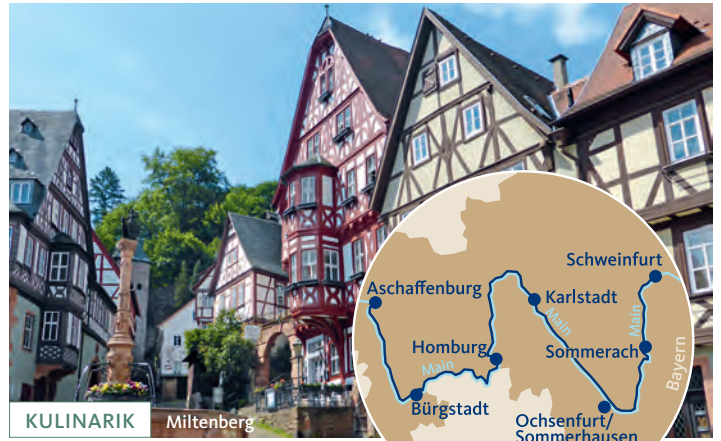 Schweinfurt
Aschaffenburg
Karlstadt
Main
Main
Sommerach
Homburg
Main
Bayern
Bürgstadt
Ochsenfurt/
Sommerhausen
KULINARIK
Miltenberg